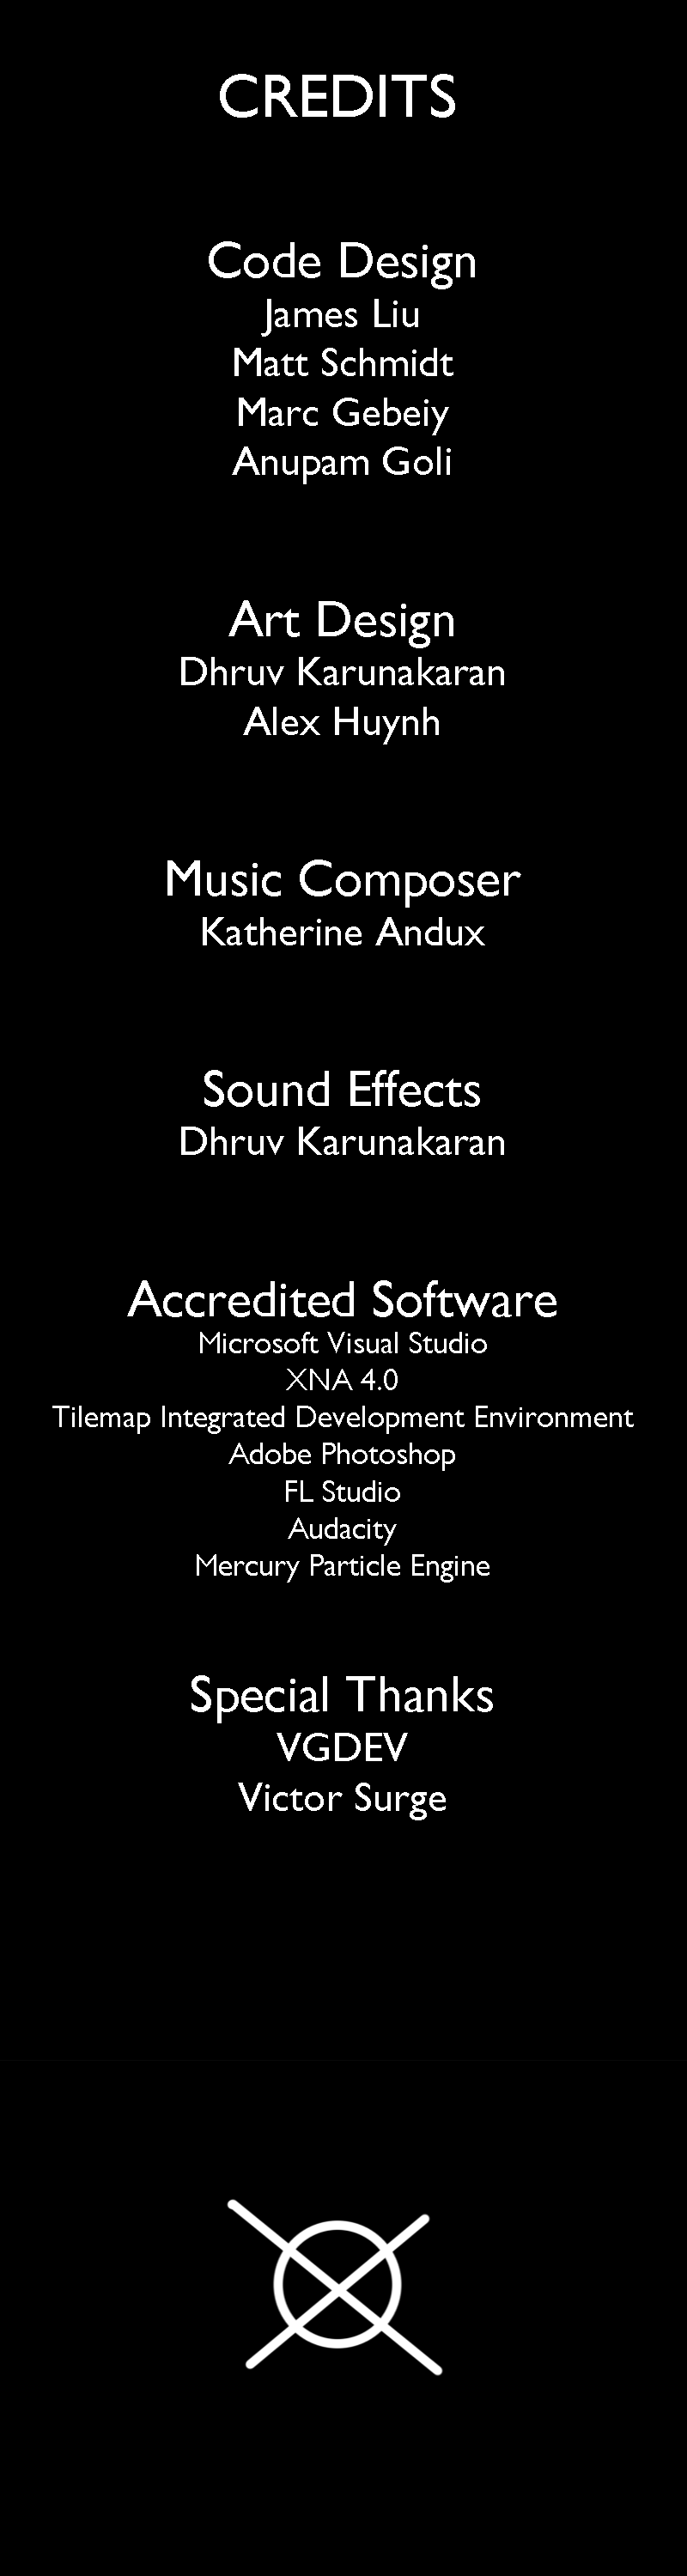 CREDITS
Code Design
James Liu
Matt Schmidt
Marc Gebeiy
Anupam Goli
Art Design
Dhruv Karunakaran
Alex Huynh
Music Composer
Katherine Andux
Sound Effects
Dhruv Karunakaran
Accredited Software
Microsoft Visual Studio
XNA 4.0
Tilemap Integrated Development Environment
Adobe Photoshop
FL Studio
Audacity
Mercury Particle Engine
Special Thanks
VGDEV
Victor Surge